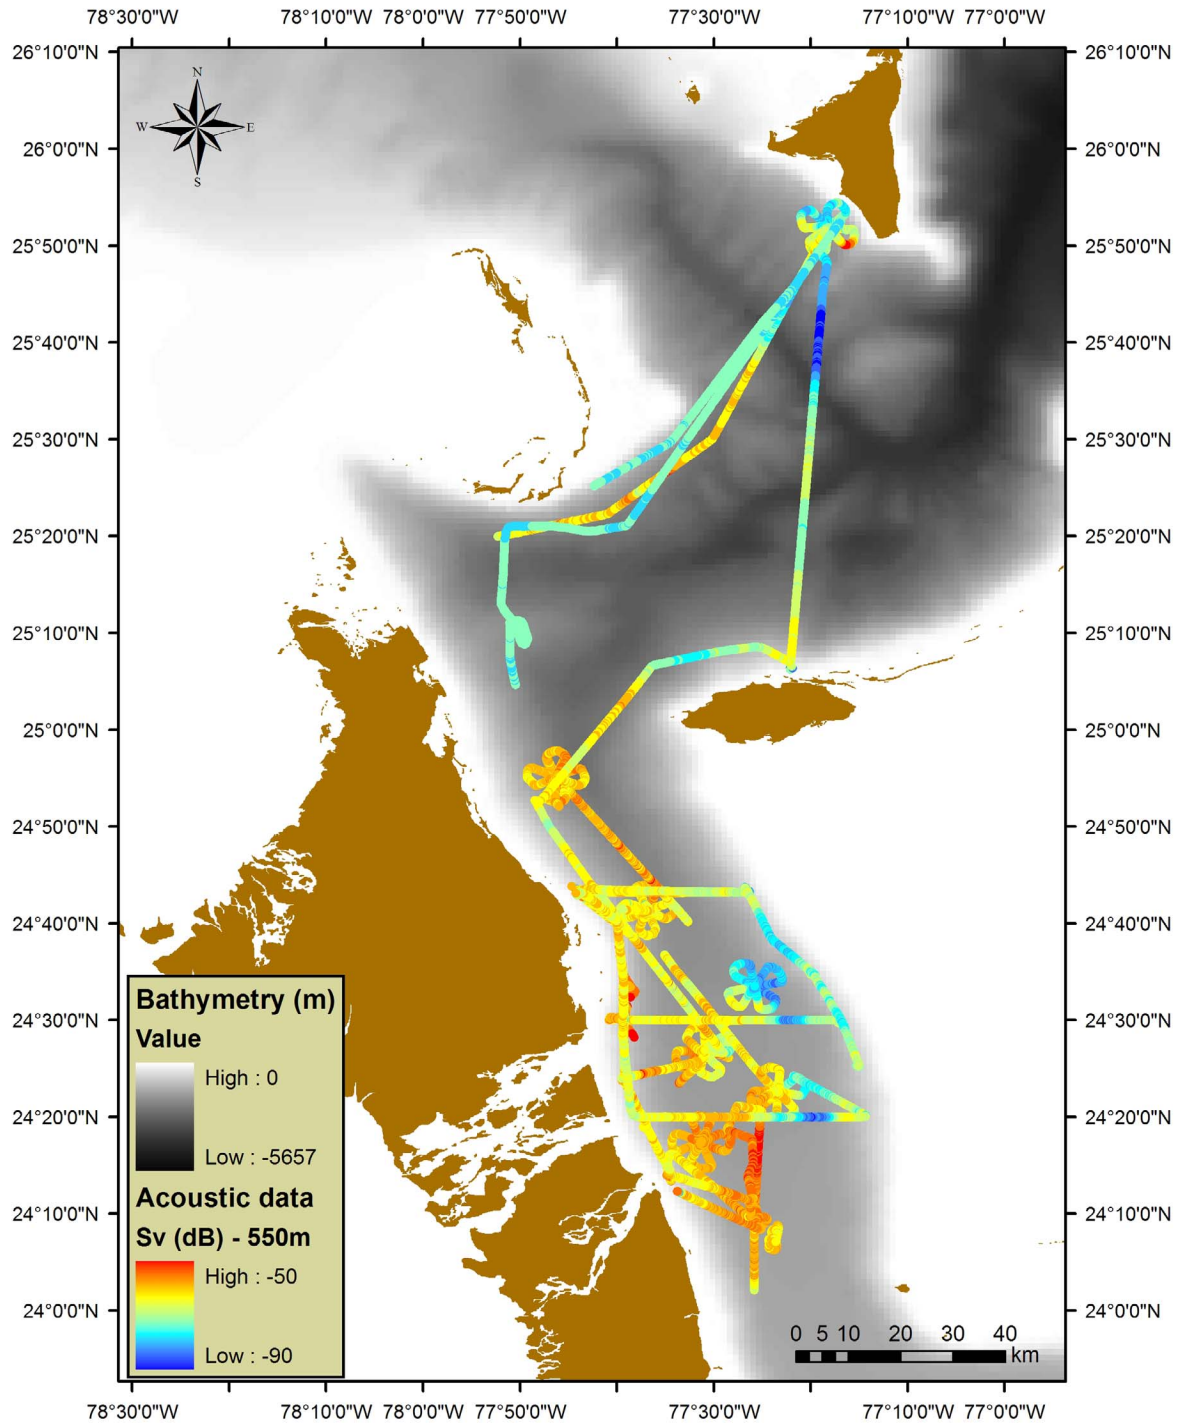 78°30'0"W 78°10'0"W 78°0'0"W 77°50'0"W 77°30'0"W 77°10'0"W 77°0'0"W
26°10'0"N 26°10'0"N
N
W E
S
26°0'0"N 26°0'0"N
25°50'0"N 25°50'0"N
25°40'0"N 25°40'0"N
25°30'0"N 25°30'0"N
25°20'0"N 25°20'0"N
25°10'0"N 25°10'0"N
25°0'0"N 25°0'0"N
24°50'0"N 24°50'0"N
24°40'0"N 24°40'0"N
24°30'0"N 24°30'0"N
24°20'0"N 24°20'0"N
24°10'0"N 24°10'0"N
24°0'0"N 24°0'0"N
Bathymetry (m)
Value
High : 0
Low : -5657
Acoustic data
Sv (dB) - 550m
High : -50
Low : -90
0 5 10 20 30 40
km
78°30'0"W 78°10'0"W 78°0'0"W 77°50'0"W 77°30'0"W 77°10'0"W 77°0'0"W